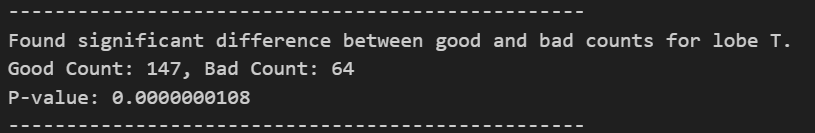 --------------------------------------------------
Found significant difference between good and bad counts for lobe T.
Good Count: 147, Bad Count: 64
P-value: 0.0000000108
--------------------------------------------------